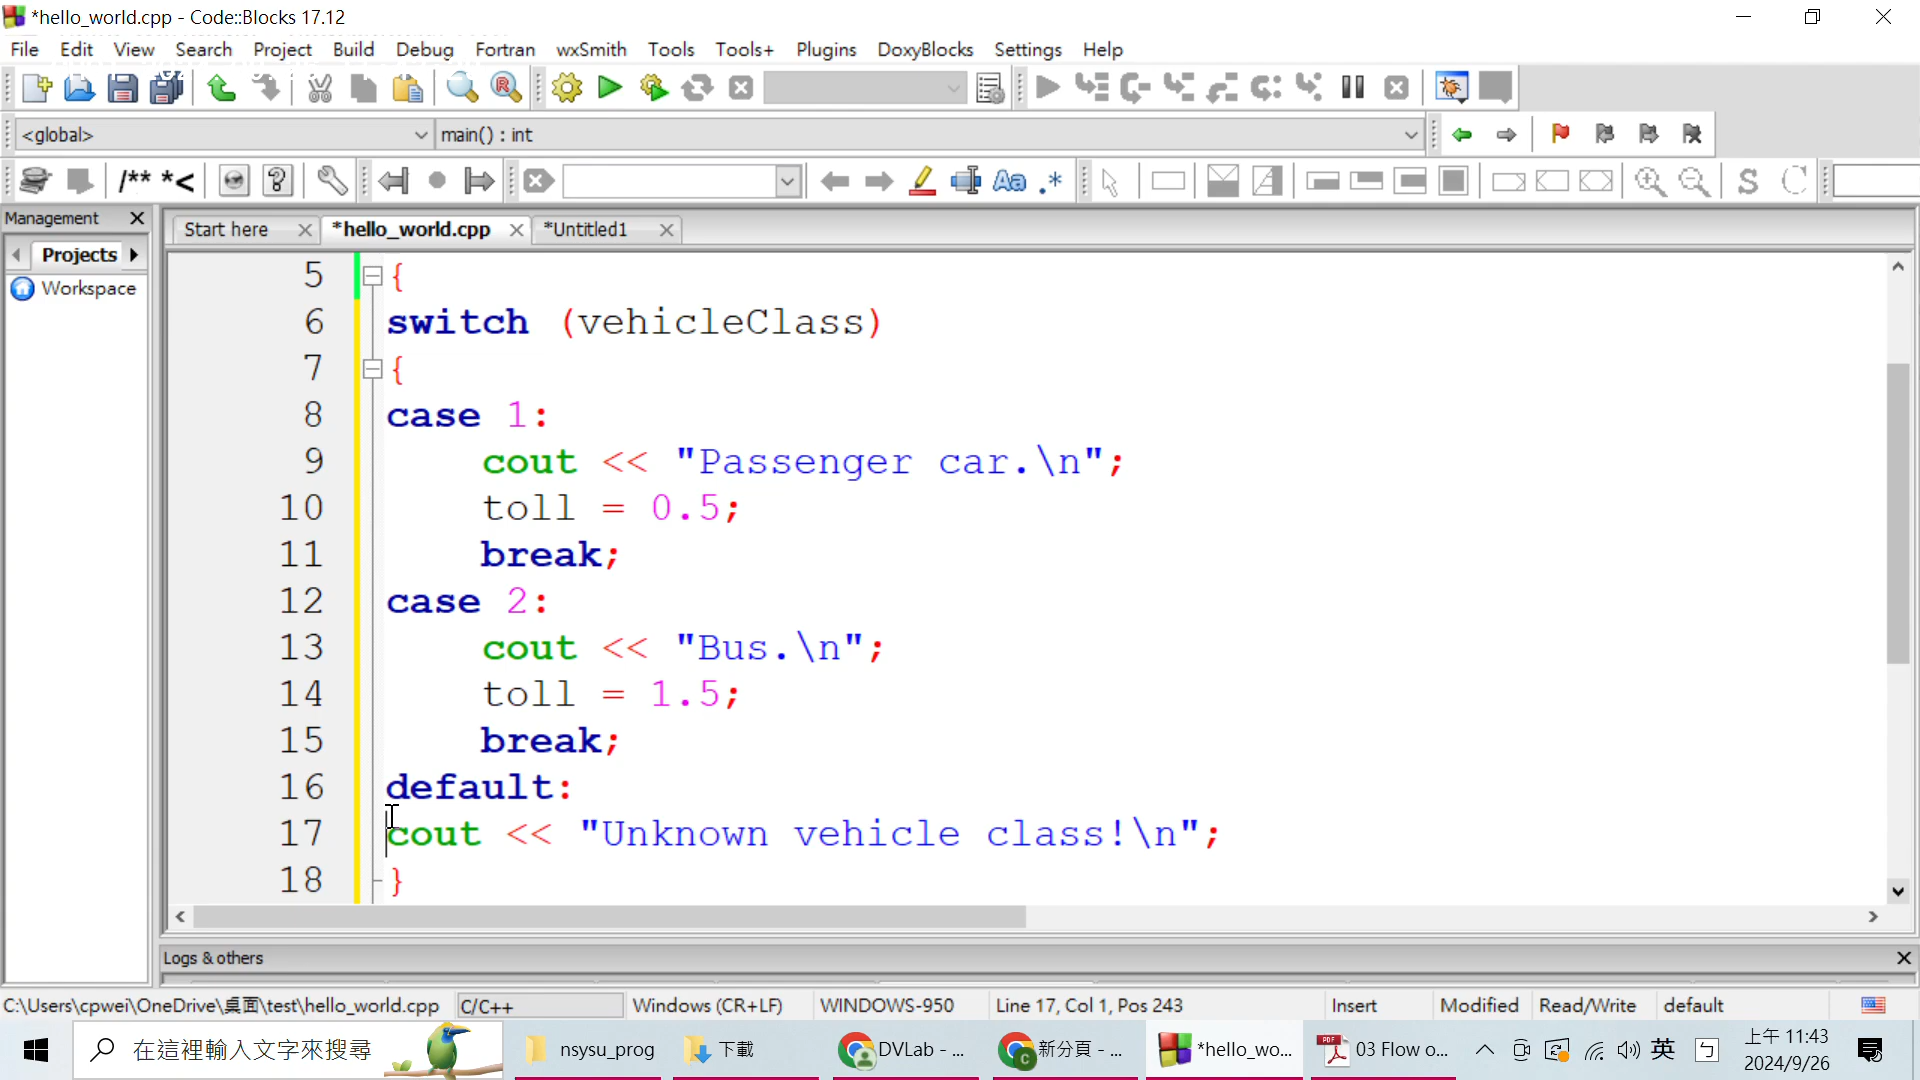 *hello_world.cpp - Code::Blocks 17.12
File Edit View Search Project Build Debug Fortran wxSmith Tools Tools+ Plugins DoxyBlocks Settings Help
<global> main() : int
/** *<
Aa .* S
Management
Start here *hello_world.cpp *Untitled1
Projects
Workspace
5 {
6 switch (vehicleClass)
7 {
8 case 1:
9 cout << "Passenger car.\n";
10 toll = 0.5;
11 break;
12 case 2:
13 cout << "Bus.\n";
14 toll = 1.5;
15 break;
16 default:
17 cout << "Unknown vehicle class!\n";
18 }
Logs & others
C:\Users\cpwei\OneDrive\桌面\test\hello_world.cpp C/C++ Windows (CR+LF) WINDOWS-950 Line 17, Col 1, Pos 243 Insert Modified Read/Write default
在這裡輸入文字來搜尋 nsysu_prog 下載 DVLab - ... 新分頁 - ... *hello_wo... 03 Flow o... 英 上午 11:43
2024/9/26